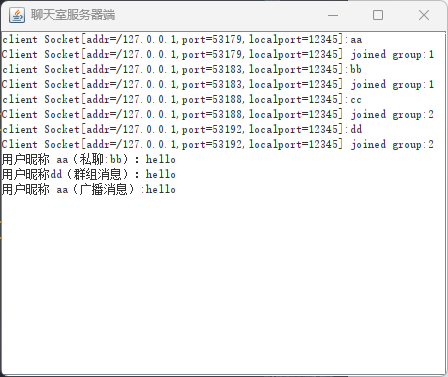 聊天室服务器端
client Socket[addr=/127.0.0.1,port=53179,localport=12345]:aa
Client Socket[addr=/127.0.0.1,port=53179,localport=12345] joined group:1
client Socket[addr=/127.0.0.1,port=53183,localport=12345]:bb
Client Socket[addr=/127.0.0.1,port=53183,localport=12345] joined group:1
client Socket[addr=/127.0.0.1,port=53188,localport=12345]:cc
Client Socket[addr=/127.0.0.1,port=53188,localport=12345] joined group:2
client Socket[addr=/127.0.0.1,port=53192,localport=12345]:dd
Client Socket[addr=/127.0.0.1,port=53192,localport=12345] joined group:2
用户昵称 aa（私聊:bb）: hello
用户昵称dd（群组消息）: hello
用户昵称 aa（广播消息）:hello